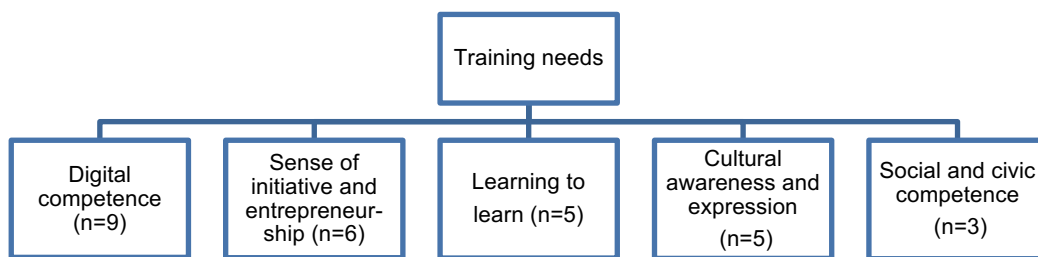 Training needs
Digital
competence
(n=9)
Sense of
initiative and
entrepreneur-
ship (n=6)
Learning to
learn (n=5)
Cultural
awareness and
expression
(n=5)
Social and civic
competence
(n=3)